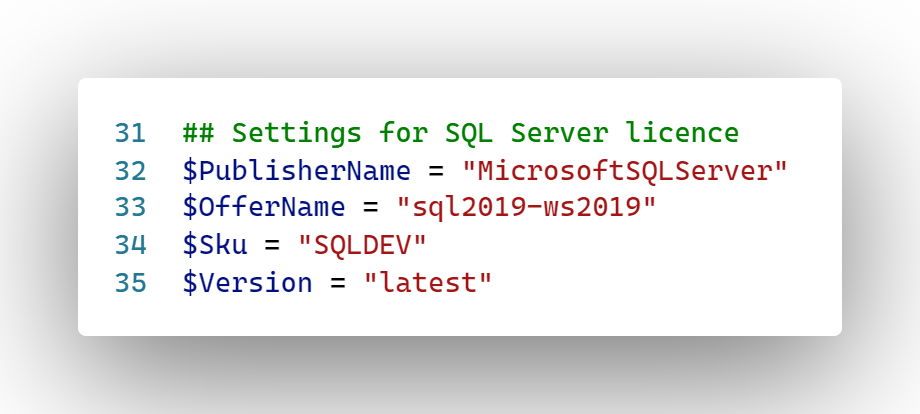 31 ## Settings for SQL Server licence
32 $PublisherName = "MicrosoftSQLServer"
33 $OfferName = "sql2019-ws2019"
34 $Sku = "SQLDEV"
35 $Version = "latest"